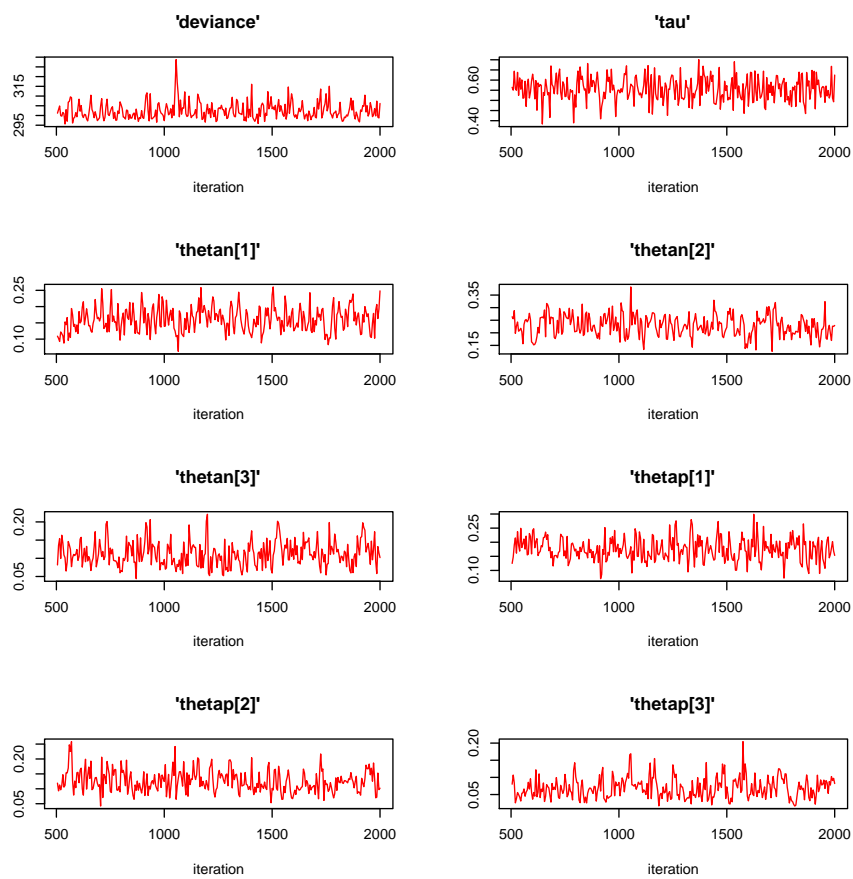 'deviance'
295 315
500 1000 1500 2000
iteration
'tau'
0.40 0.60
500 1000 1500 2000
iteration
'thetan[1]'
0.10 0.25
500 1000 1500 2000
iteration
'thetan[2]'
0.15 0.35
500 1000 1500 2000
iteration
'thetan[3]'
0.05 0.20
500 1000 1500 2000
iteration
'thetap[1]'
0.10 0.25
500 1000 1500 2000
iteration
'thetap[2]'
0.05 0.20
500 1000 1500 2000
iteration
'thetap[3]'
0.05 0.20
500 1000 1500 2000
iteration